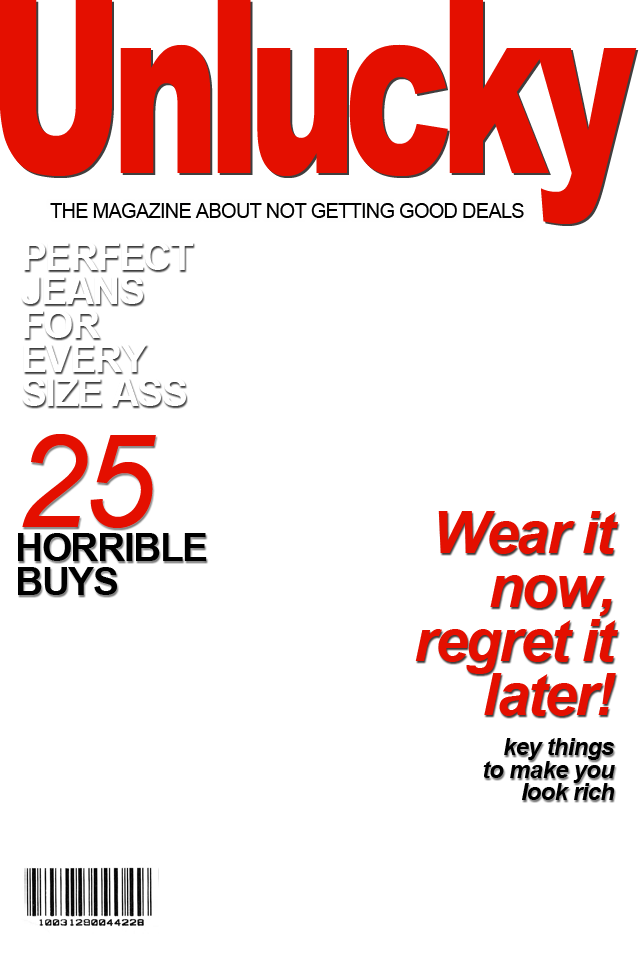 Unlucky
THE MAGAZINE ABOUT NOT GETTING GOOD DEALS
PERFECT
JEANS
FOR
EVERY
SIZE ASS
25
HORRIBLE
BUYS
Wear it
now,
regret it
later!
key things
to make you
look rich
10031280044228